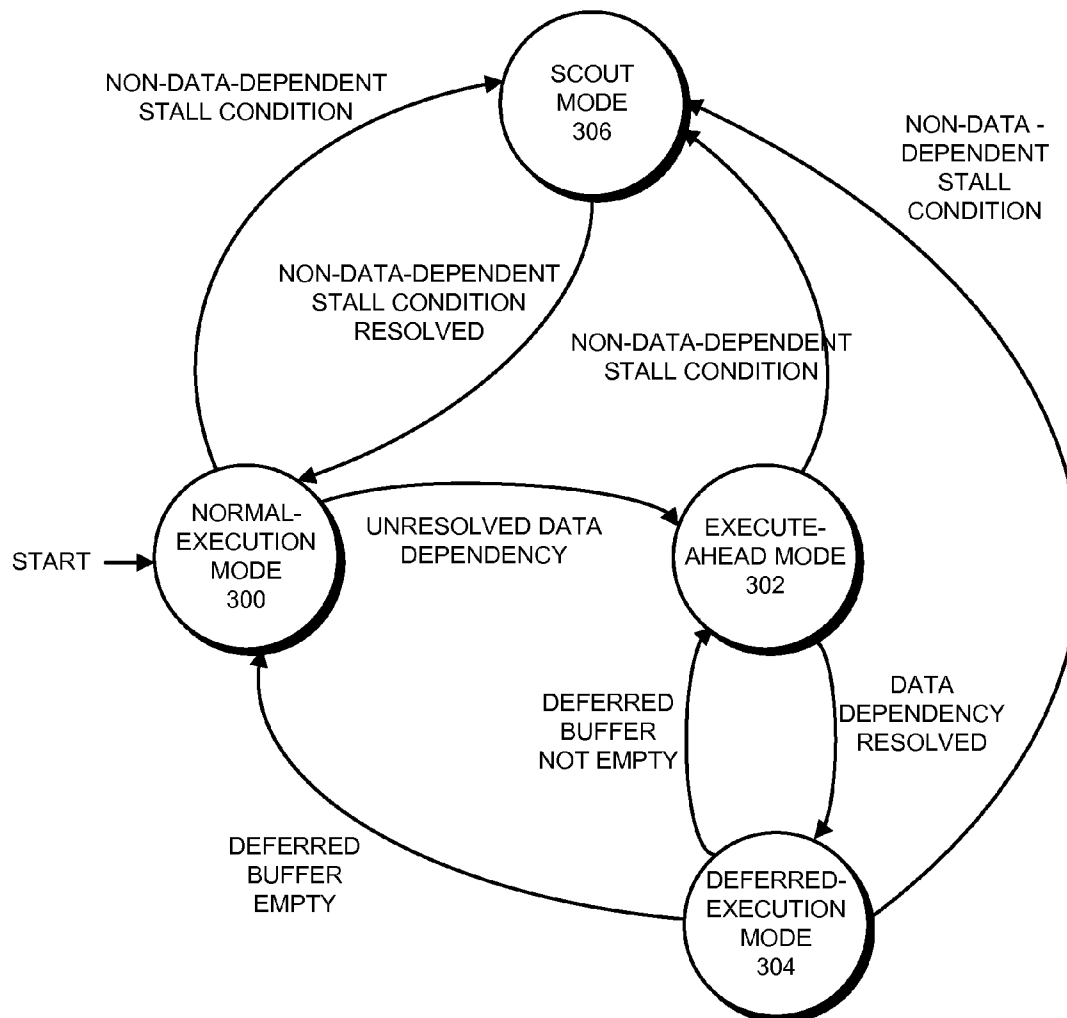 SCOUT
MODE
306
NON-DATA-DEPENDENT
STALL CONDITION
NON-DATA -
DEPENDENT
STALL
CONDITION
NON-DATA-DEPENDENT
STALL CONDITION
RESOLVED
NON-DATA-DEPENDENT
STALL CONDITION
START
NORMAL-
EXECUTION
MODE
300
UNRESOLVED DATA
DEPENDENCY
EXECUTE-
AHEAD MODE
302
DEFERRED
BUFFER
NOT EMPTY
DATA
DEPENDENCY
RESOLVED
DEFERRED
BUFFER
EMPTY
DEFERRED-
EXECUTION
MODE
304